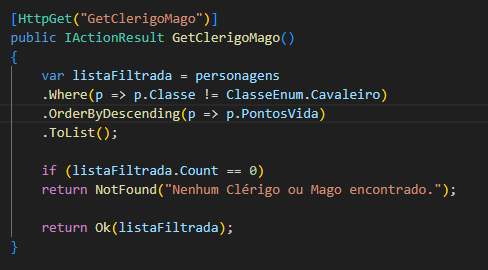 [HttpGet("GetClerigoMago")]
public IActionResult GetClerigoMago()
{
    var listaFiltrada = personagens
    .Where(p => p.Classe != ClasseEnum.Cavaleiro)
    .OrderByDescending(p => p.PontosVida)
    .ToList();

    if (listaFiltrada.Count == 0)
    return NotFound("Nenhum Clérigo ou Mago encontrado.");

    return Ok(listaFiltrada);
}